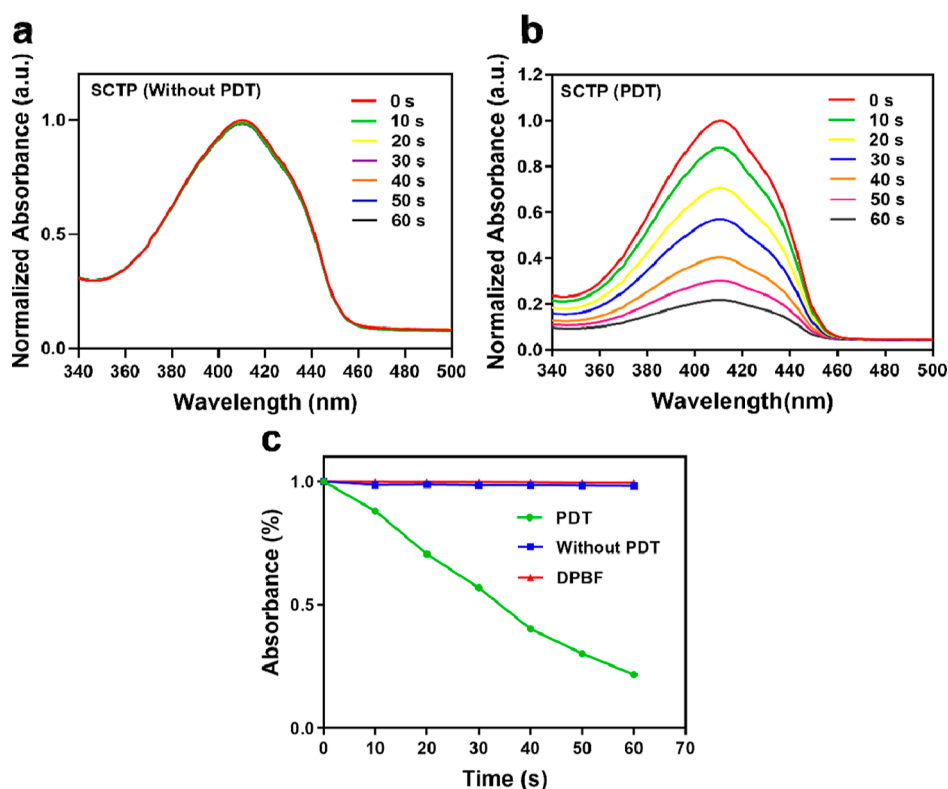 a
Normalized Absorbance (a.u.)
SCTP (Without PDT)
1.0
0.5
1.0
0 s
10 s
20 s
30 s
40 s
50 s
60 s
340 360 380 400 420 440 460 480 500
Wavelength (nm)
b
Normalized Absorbance (a.u.)
SCTP (PDT)
1.2
1.0
0.8
0.6
0.4
0.2
0.0
0 s
10 s
20 s
30 s
40 s
50 s
60 s
340 360 380 400 420 440 460 480 500
Wavelength(nm)
c
Absorbance (%)
1.0
0.5
0.0
PDT
Without PDT
DPBF
0 10 20 30 40 50 60 70
Time (s)